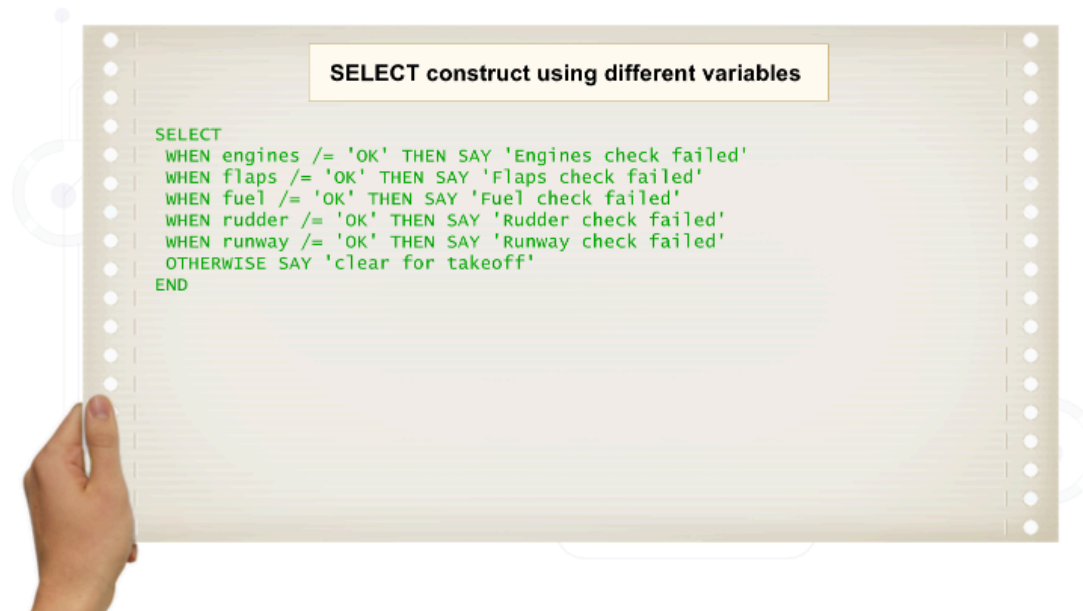 SELECT construct using different variables
SELECT
WHEN engines /= 'OK' THEN SAY 'Engines check failed'
WHEN flaps /= 'OK' THEN SAY 'Flaps check failed'
WHEN fuel /= 'OK' THEN SAY 'Fuel check failed'
WHEN rudder /= 'OK' THEN SAY 'Rudder check failed'
WHEN runway /= 'OK' THEN SAY 'Runway check failed'
OTHERWISE SAY 'clear for takeoff'
END